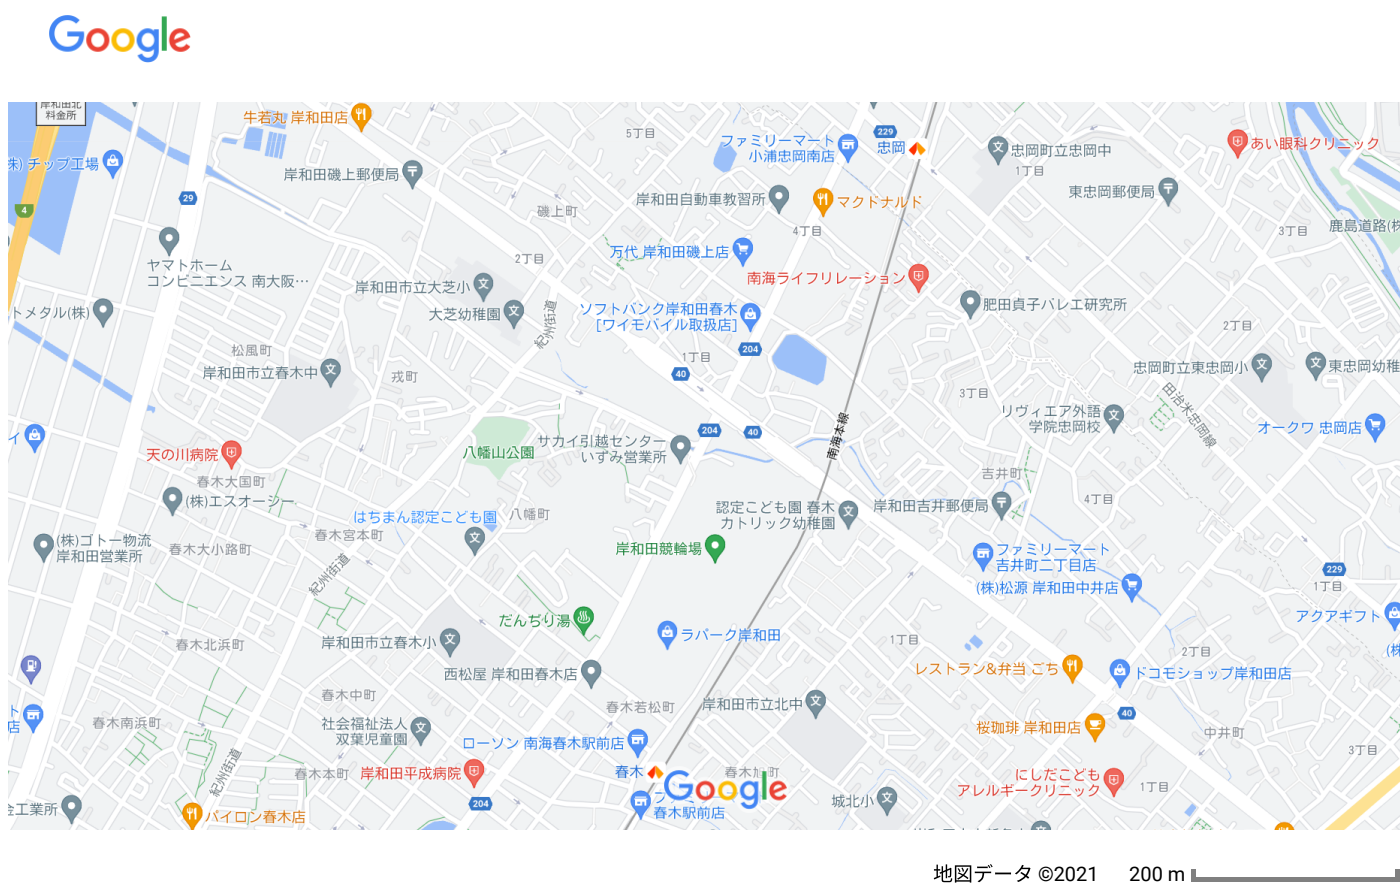 Google
岸和田北
料金所
牛若丸 岸和田店
5丁目
ファミリーマート
小浦忠岡南店
229
忠岡
忠岡町立忠岡中
あい眼科クリニック
株) チップ工場
岸和田磯上郵便局
1丁目
東忠岡郵便局
29
岸和田自動車教習所
マクドナルド
4
磯上町
4丁目
3丁目
鹿島道路(株
ヤマトホーム
コンビニエンス 南大阪…
2丁目
万代 岸和田磯上店
南海ライフリレーション
岸和田市立大芝小
大芝幼稚園
紀州街道
ソフトバンク岸和田春木
[ワイモバイル取扱店]
肥田貞子バレエ研究所
トメタル(株)
2丁目
松風町
204
1丁目
岸和田市立春木中
戎町
40
忠岡町立東忠岡小
東忠岡幼稚
3丁目
田治米忠岡線
リヴィエア外語
学院忠岡校
南海本線
イ
204
40
オークワ 忠岡店
サカイ引越センター
いずみ営業所
天の川病院
八幡山公園
春木大国町
吉井町
(株)エスオーシー
はちまん認定こども園
八幡町
認定こども園 春木
カトリック幼稚園
岸和田吉井郵便局
4丁目
(株)ゴトー物流
岸和田営業所
春木大小路町
春木宮本町
岸和田競輪場
ファミリーマート
吉井町二丁目店
紀州街道
229
1丁目
(株)松源 岸和田中井店
だんぢり湯
アクアギフト
春木北浜町
岸和田市立春木小
ラパーク岸和田
1丁目
2丁目
(株
西松屋 岸和田春木店
レストラン&弁当 ごち
ドコモショップ岸和田店
春木中町
春木若松町
岸和田市立北中
40
ト
店
春木南浜町
社会福祉法人
双葉児童園
桜珈琲 岸和田店
中井町
ローソン 南海春木駅前店
3丁目
紀州街道
春木本町
岸和田平成病院
春木
春木旭町
Google
にしだこども
アレルギークリニック
1丁目
金工業所
バイロン春木店
204
春木駅前店
城北小
地図データ ©2021
200 m